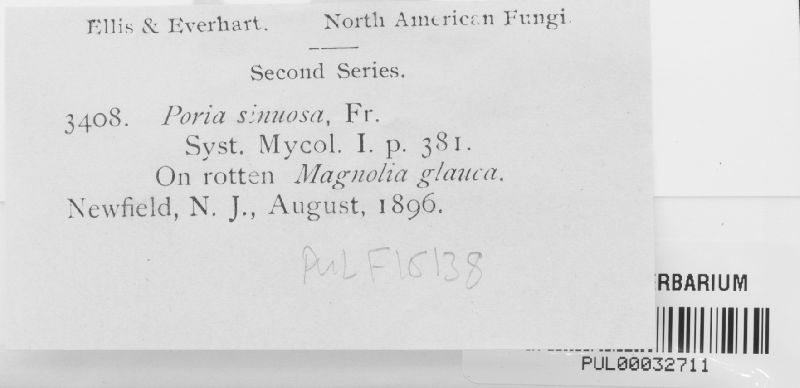 Ellis & Everhart. North American Fungi.
Second Series.
3408. Poria sinuosa, Fr.
Syst. Mycol. I. p. 381.
On rotten Magnolia glauca.
Newfield, N. J., August, 1896.
PUL F16138
RBARIUM
PUL00032711